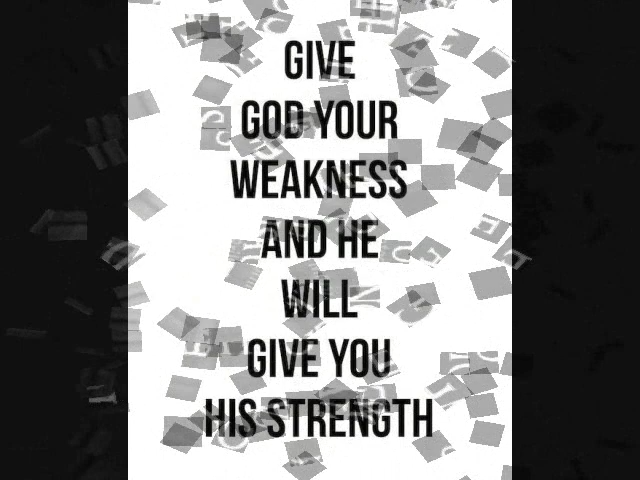 GIVE
GOD YOUR
WEAKNESS
AND HE
WILL
GIVE YOU
HIS STRENGTH